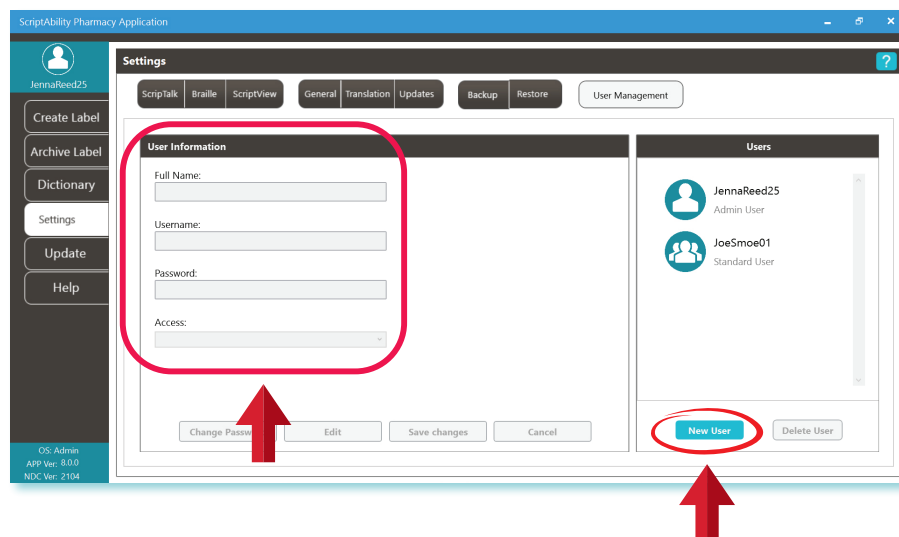 ScriptAbility Pharmacy Application
JennaReed25
Create Label
Archive Label
Dictionary
Settings
Update
Help
OS: Admin
APP Ver: 8.0.0
NDC Ver: 2104
Settings
?
ScripTalk Braille ScriptView General Translation Updates Backup Restore User Management
User Information
Full Name:
Username:
Password:
Access:
Change Passw
Edit
Save changes
Cancel
Users
JennaReed25
Admin User
JoeSmoe01
Standard User
New User
Delete User